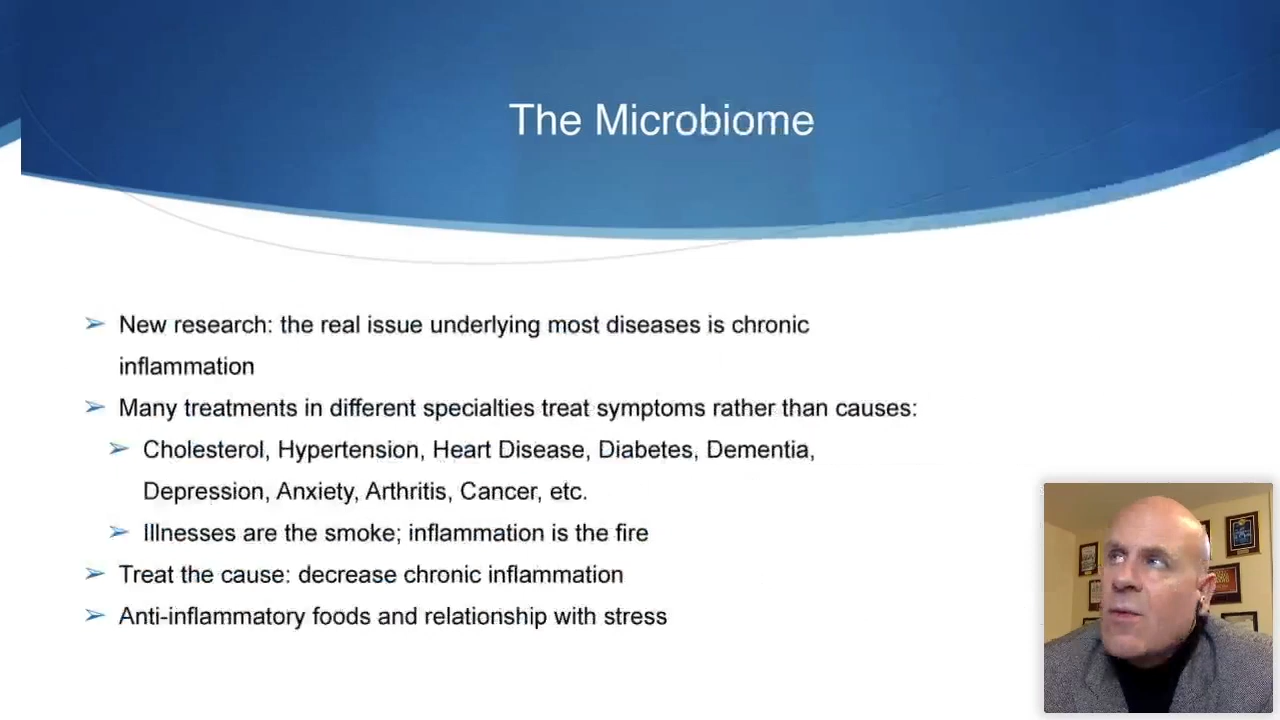 The Microbiome
New research: the real issue underlying most diseases is chronic
inflammation
Many treatments in different specialties treat symptoms rather than causes:
Cholesterol, Hypertension, Heart Disease, Diabetes, Dementia,
Depression, Anxiety, Arthritis, Cancer, etc.
Illnesses are the smoke; inflammation is the fire
Treat the cause: decrease chronic inflammation
Anti-inflammatory foods and relationship with stress